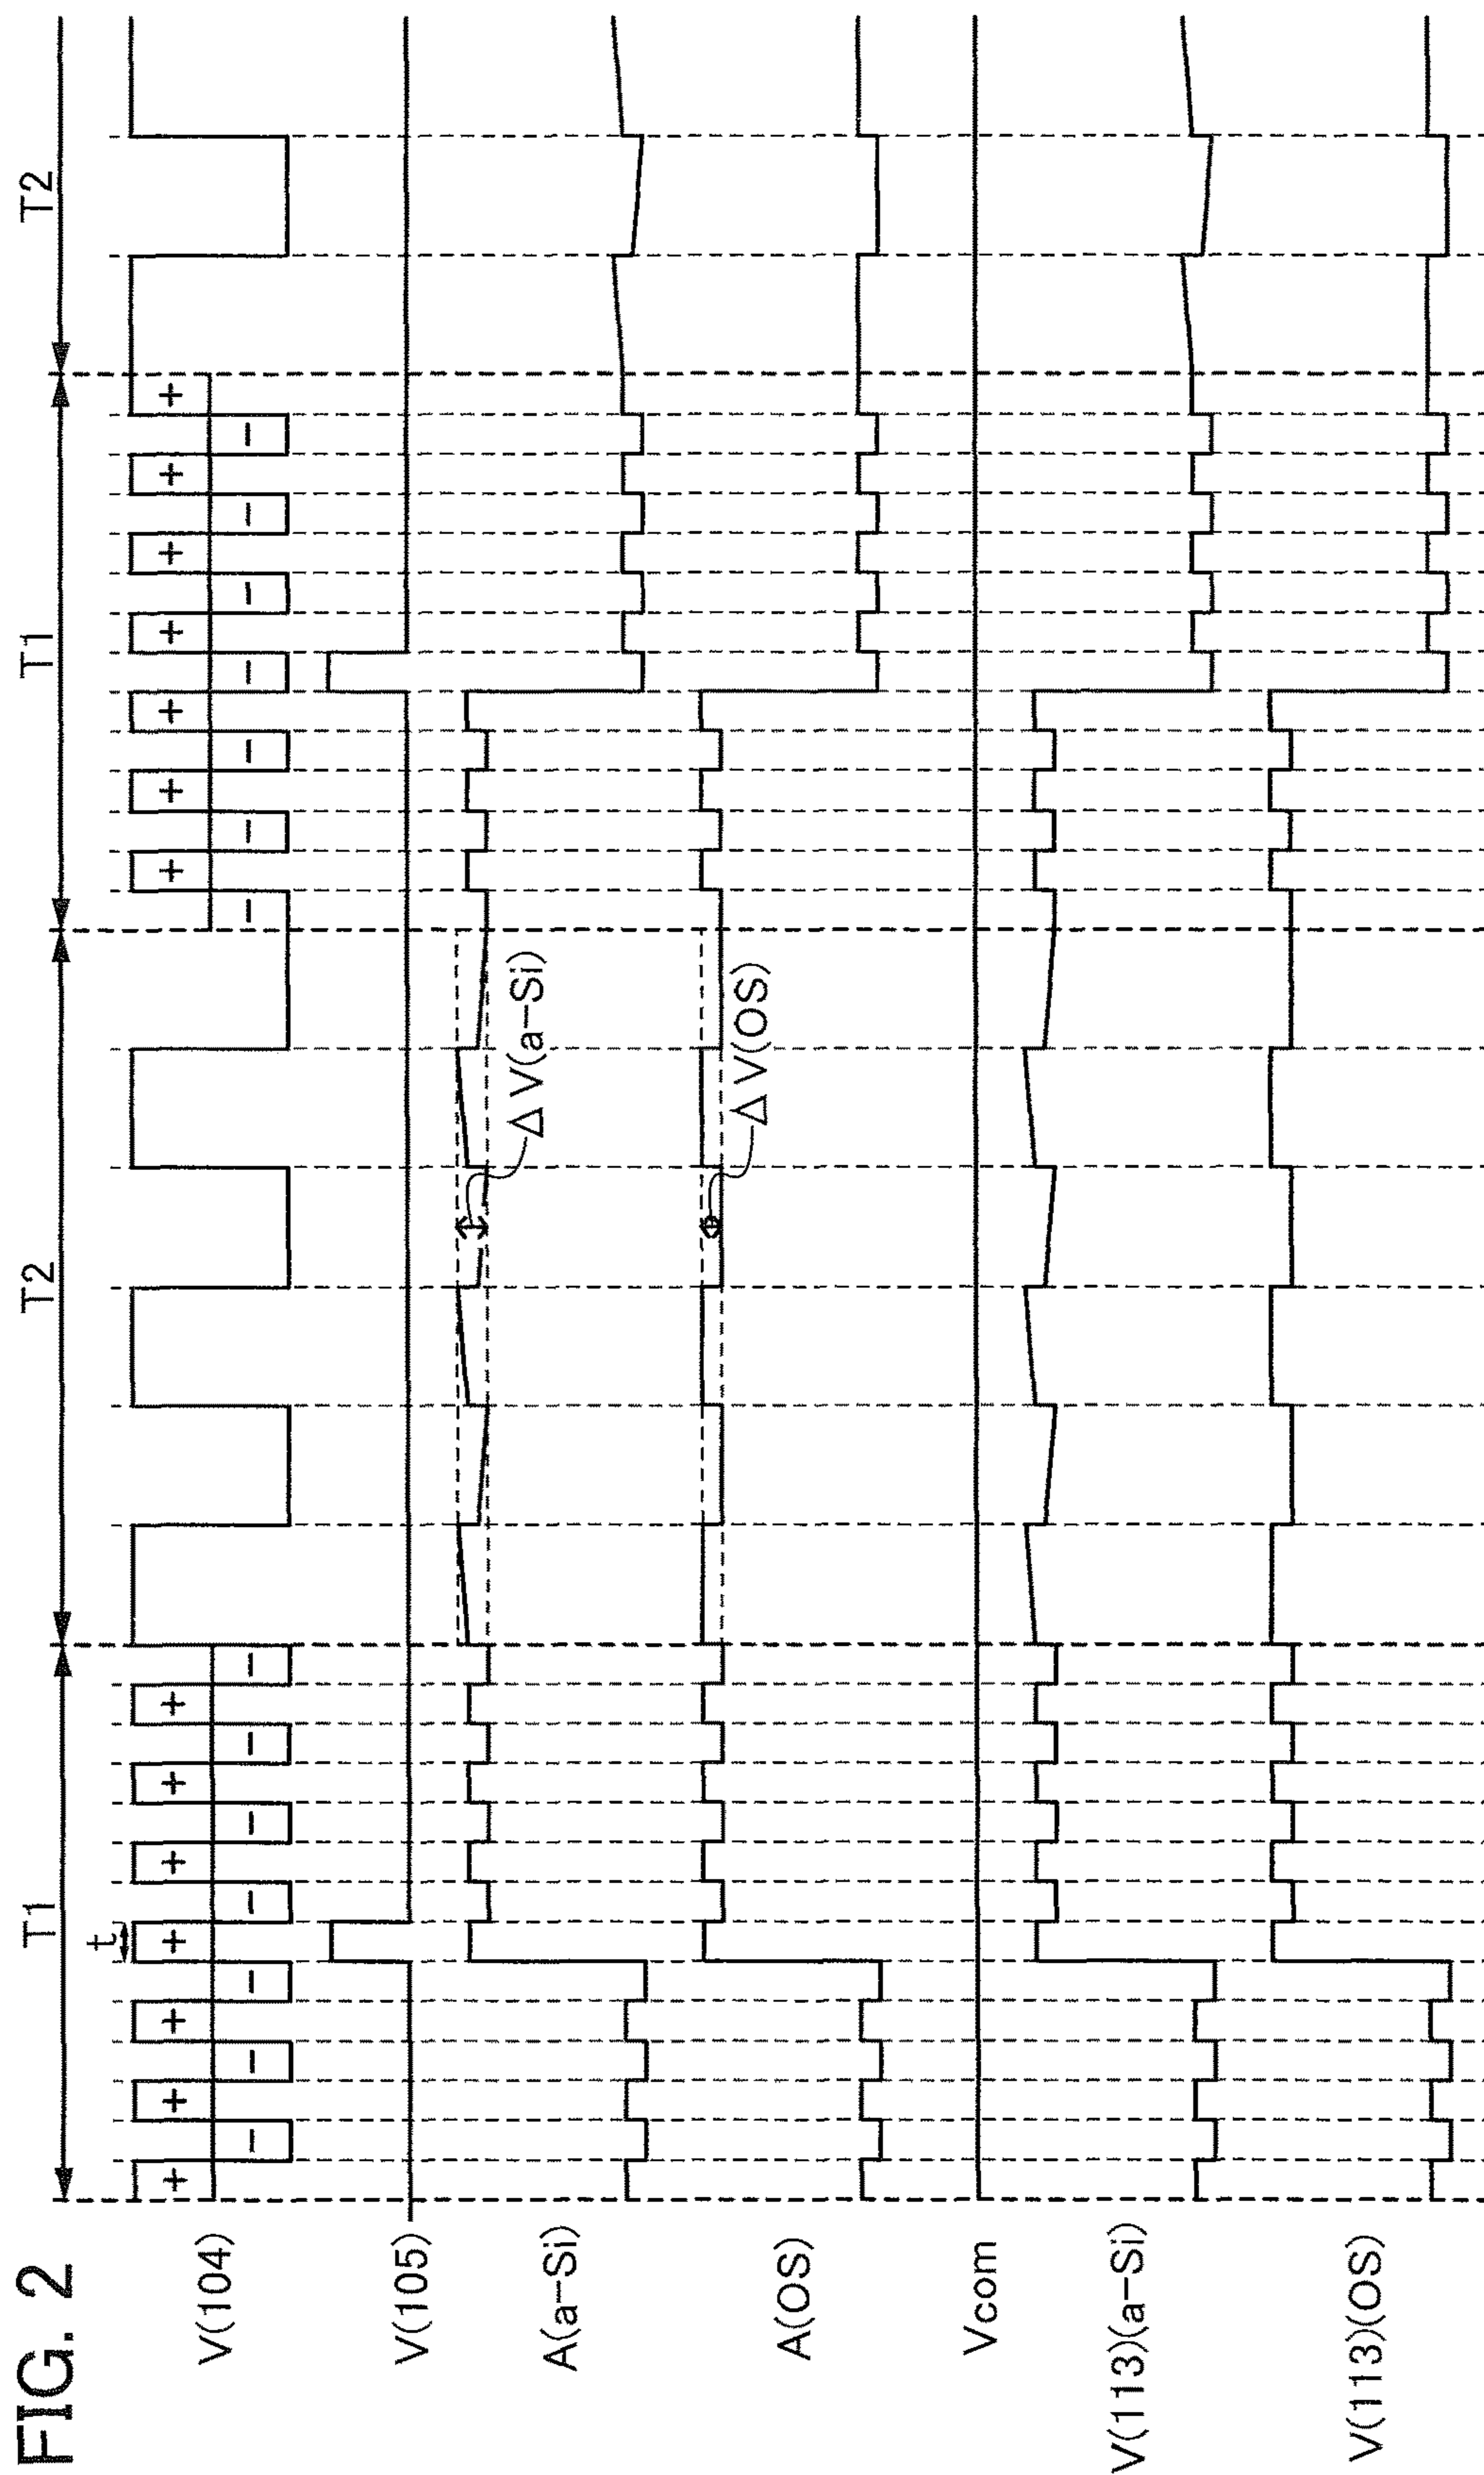 FIG. 2
T1 T2 T1 T2
t
V(104)
+ − + − + − + − + − + − + −
− + − + − + − + − + − + − +
V(105)
A(a−Si)
ΔV(a−Si)
A(OS)
ΔV(OS)
Vcom
V(113)(a−Si)
V(113)(OS)